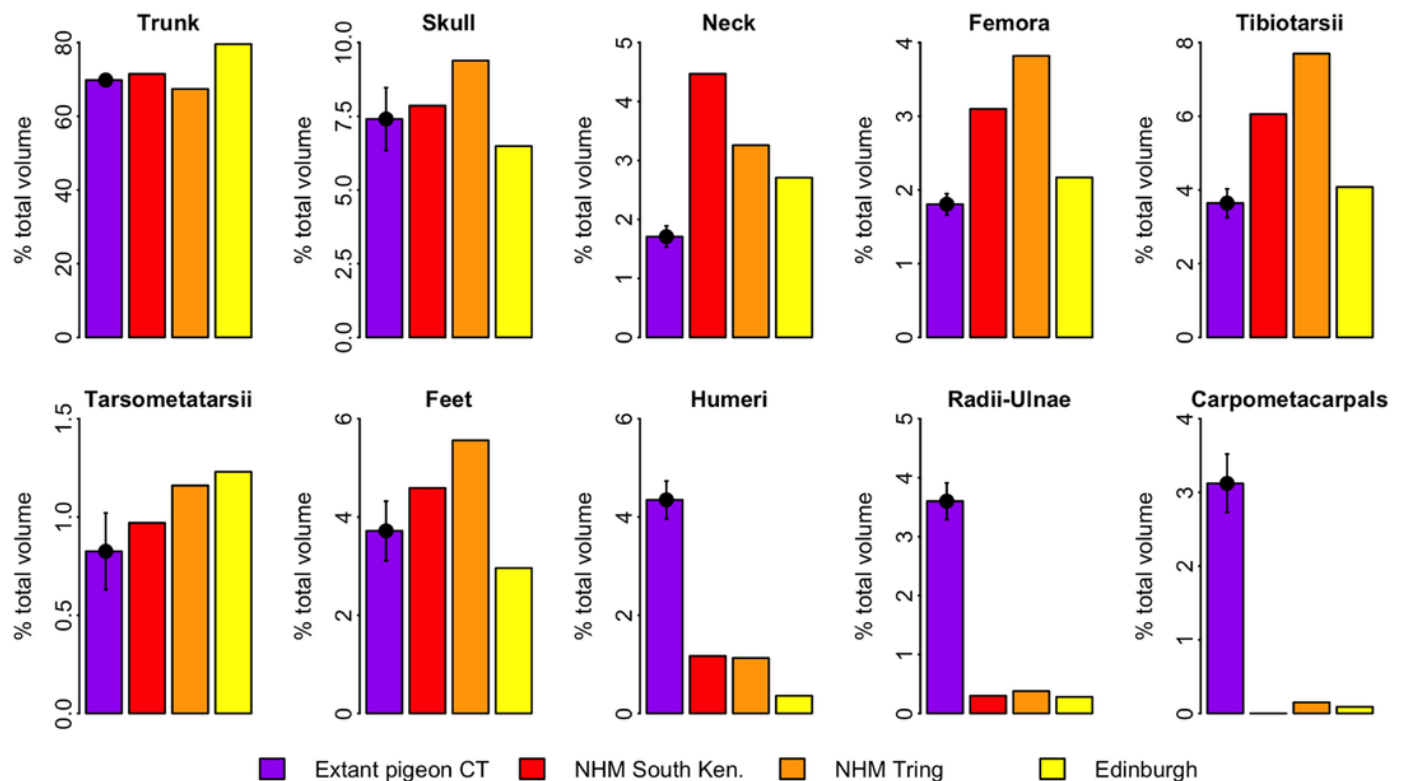 Trunk Skull Neck Femora Tibiotarsii
% total volume 0 20 40 60 80
% total volume 0.0 2.5 5.0 7.5 10.0
% total volume 0 1 2 3 4 5
% total volume 0 1 2 3 4
% total volume 0 2 4 6 8
Tarsometatarsii Feet Humeri Radii-Ulnae Carpometacarpals
% total volume 0.0 0.5 1.0 1.5
% total volume 0 2 4 6
% total volume 0 2 4 6
% total volume 0 1 2 3 4 5
% total volume 0 1 2 3 4
Extant pigeon CT NHM South Ken. NHM Tring Edinburgh